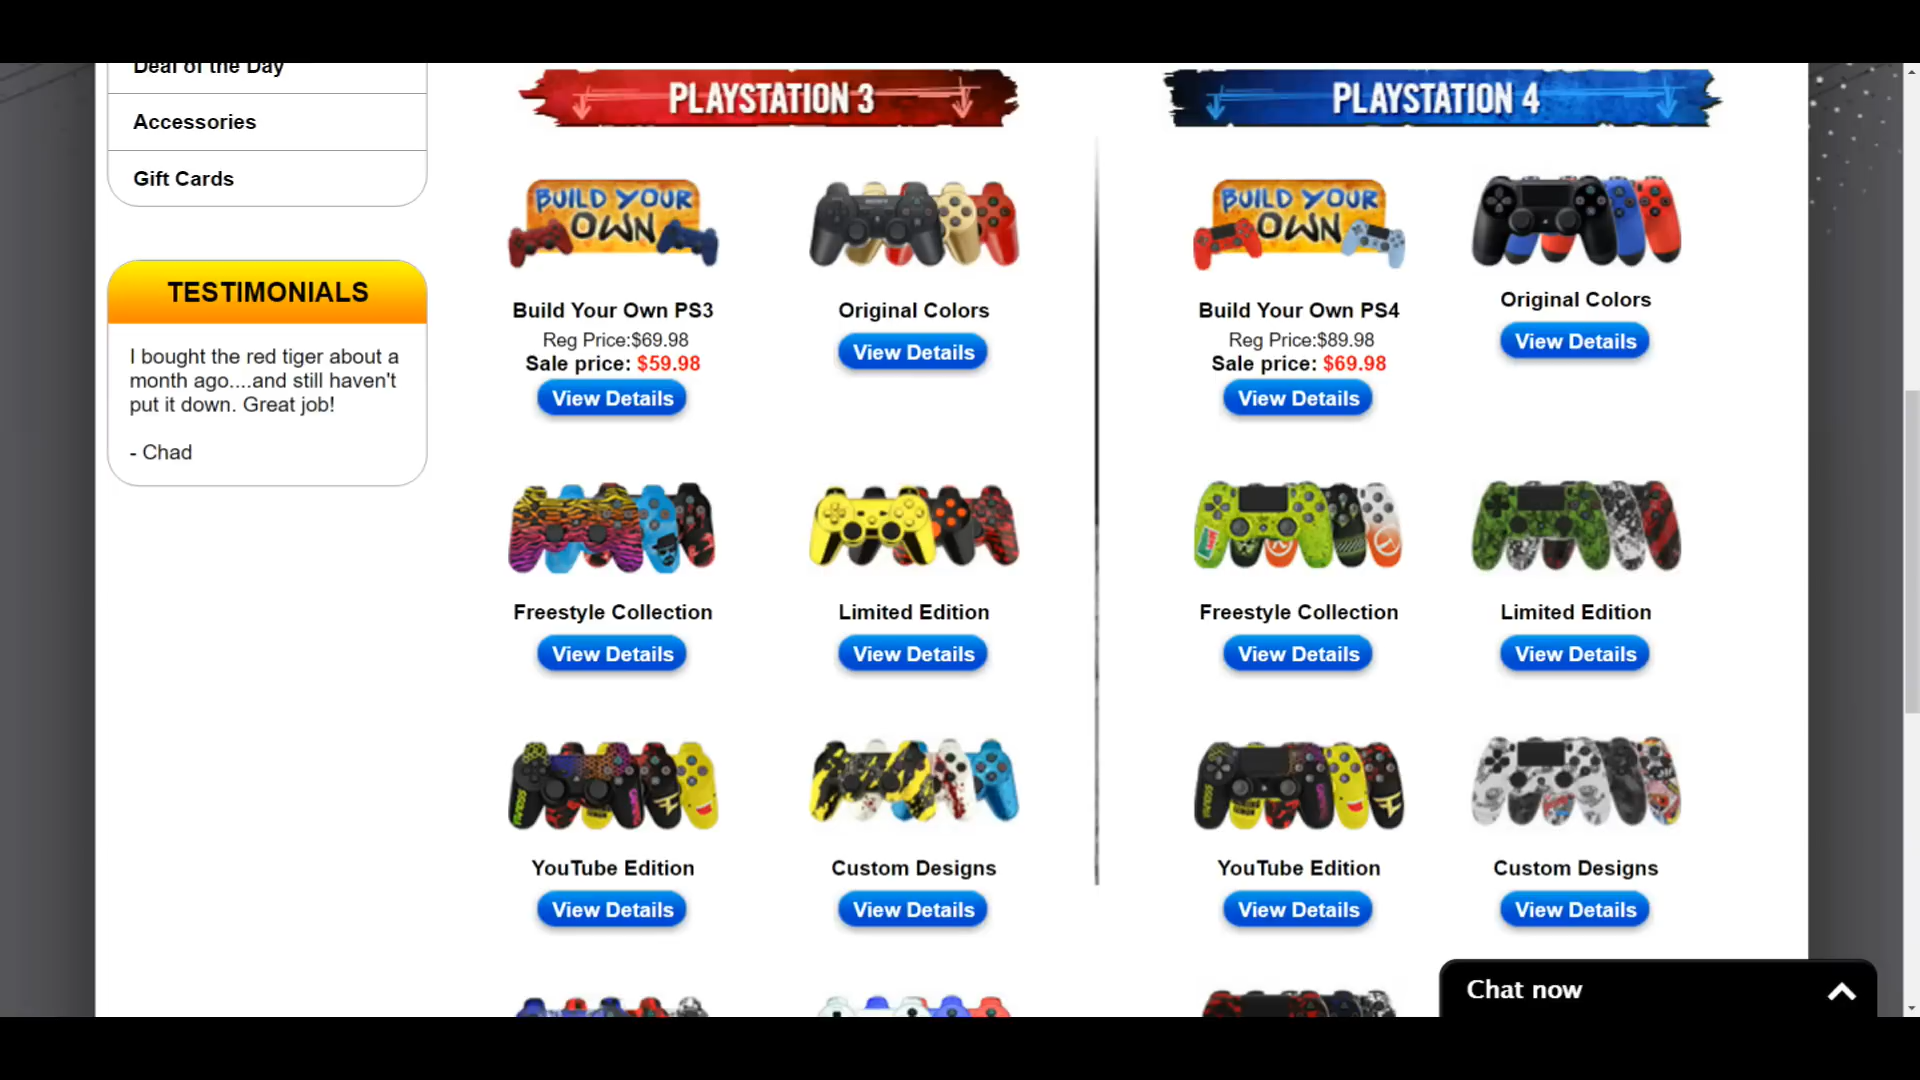 Deal of the Day
Accessories
Gift Cards
TESTIMONIALS
I bought the red tiger about a
month ago....and still haven't
put it down. Great job!
- Chad
PLAYSTATION 3
BUILD YOUR
OWN
Build Your Own PS3
Reg Price:$69.98
Sale price: $59.98
View Details
Original Colors
View Details
Freestyle Collection
View Details
Limited Edition
View Details
YouTube Edition
View Details
Custom Designs
View Details
PLAYSTATION 4
BUILD YOUR
OWN
Build Your Own PS4
Reg Price:$89.98
Sale price: $69.98
View Details
Original Colors
View Details
Freestyle Collection
View Details
Limited Edition
View Details
YouTube Edition
View Details
Custom Designs
View Details
Chat now